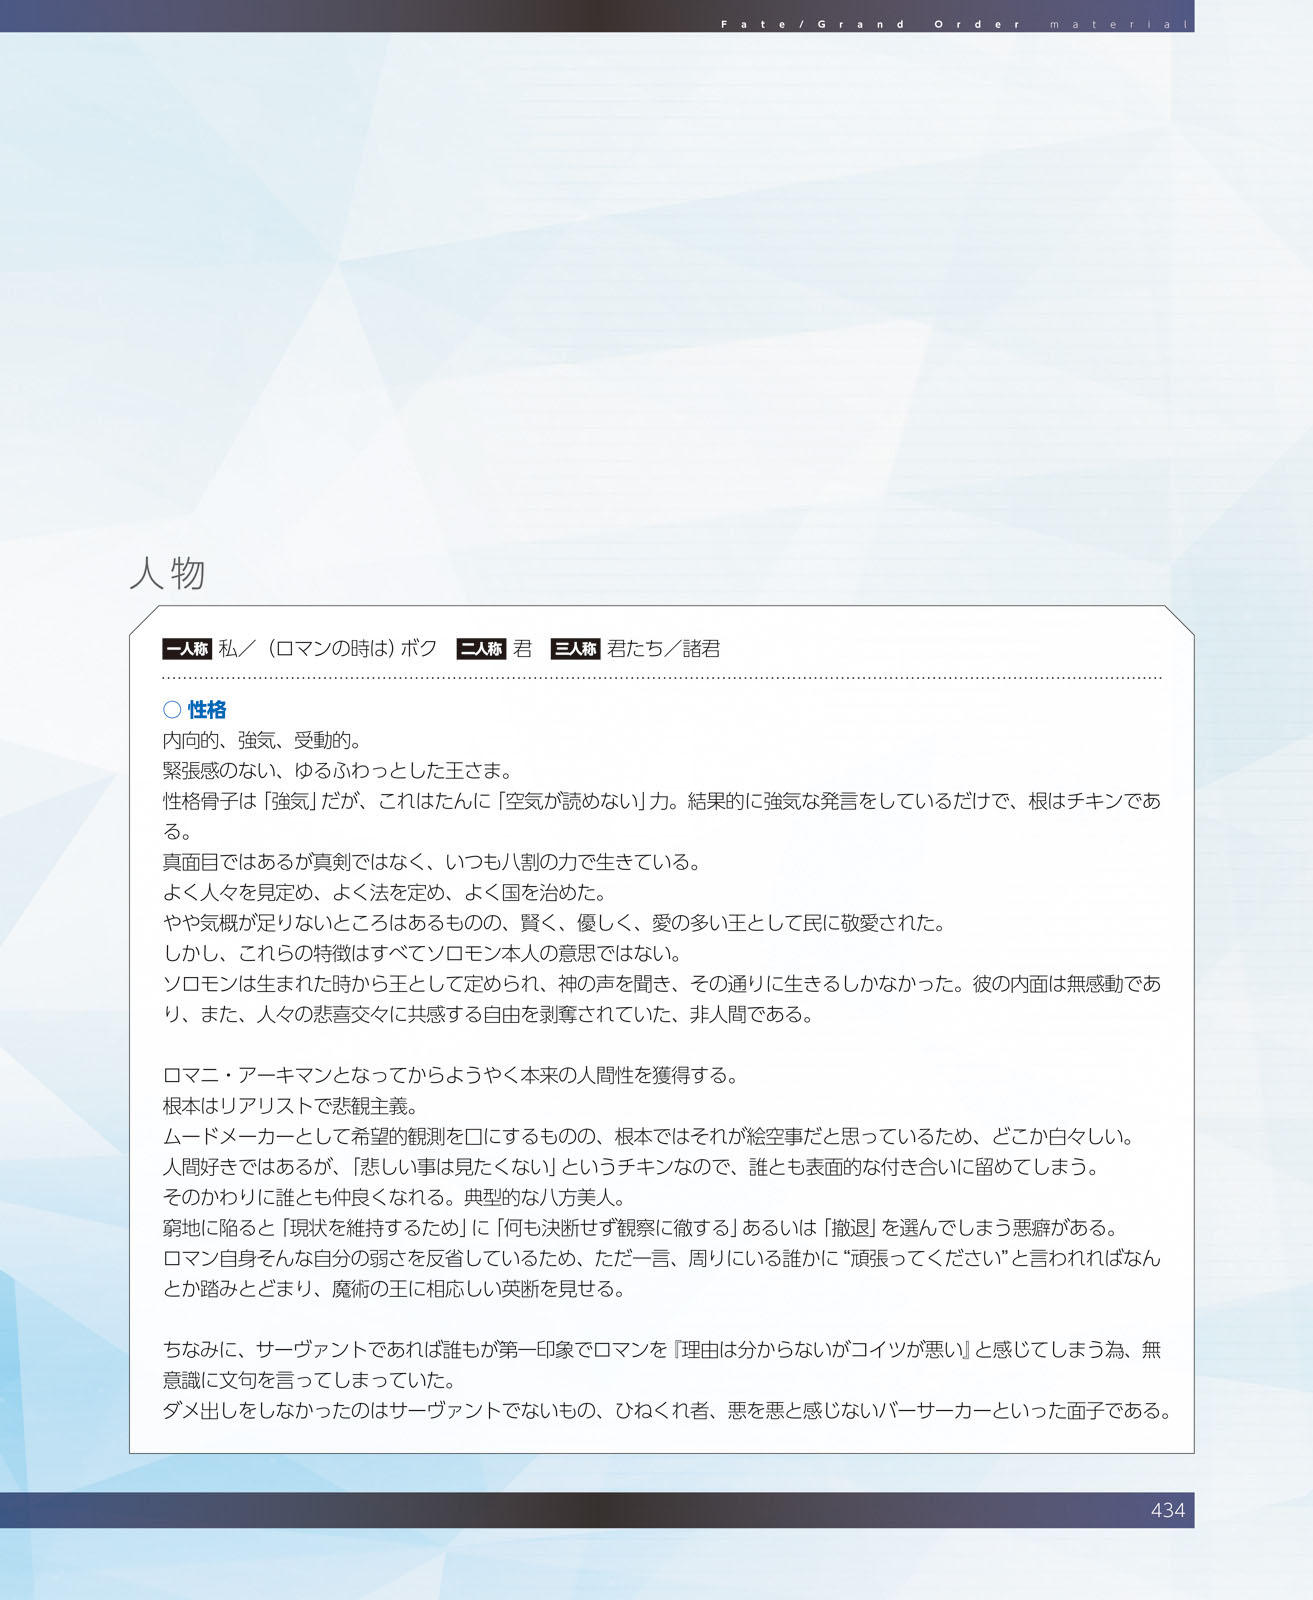 Fate/Grand Order material
人物
一人称 私／（ロマンの時は）ボク 二人称 君 三人称 君たち／諸君
○ 性格
内向的、強気、受動的。
緊張感のない、ゆるふわっとした王さま。
性格骨子は「強気」だが、これはたんに「空気が読めない」力。結果的に強気な発言をしているだけで、根はチキンであ
る。
真面目ではあるが真剣ではなく、いつも八割の力で生きている。
よく人々を見定め、よく法を定め、よく国を治めた。
やや気概が足りないところはあるものの、賢く、優しく、愛の多い王として民に敬愛された。
しかし、これらの特徴はすべてソロモン本人の意思ではない。
ソロモンは生まれた時から王として定められ、神の声を聞き、その通りに生きるしかなかった。彼の内面は無感動であ
り、また、人々の悲喜交々に共感する自由を剥奪されていた、非人間である。
ロマニ・アーキマンとなってからようやく本来の人間性を獲得する。
根本はリアリストで悲観主義。
ムードメーカーとして希望的観測を口にするものの、根本ではそれが絵空事だと思っているため、どこか白々しい。
人間好きではあるが、「悲しい事は見たくない」というチキンなので、誰とも表面的な付き合いに留めてしまう。
そのかわりに誰とも仲良くなれる。典型的な八方美人。
窮地に陥ると「現状を維持するため」に「何も決断せず観察に徹する」あるいは「撤退」を選んでしまう悪癖がある。
ロマン自身そんな自分の弱さを反省しているため、ただ一言、周りにいる誰かに“頑張ってください”と言われればなん
とか踏みとどまり、魔術の王に相応しい英断を見せる。
ちなみに、サーヴァントであれば誰もが第一印象でロマンを『理由は分からないがコイツが悪い』と感じてしまう為、無
意識に文句を言ってしまっていた。
ダメ出しをしなかったのはサーヴァントでないもの、ひねくれ者、悪を悪と感じないバーサーカーといった面子である。
434